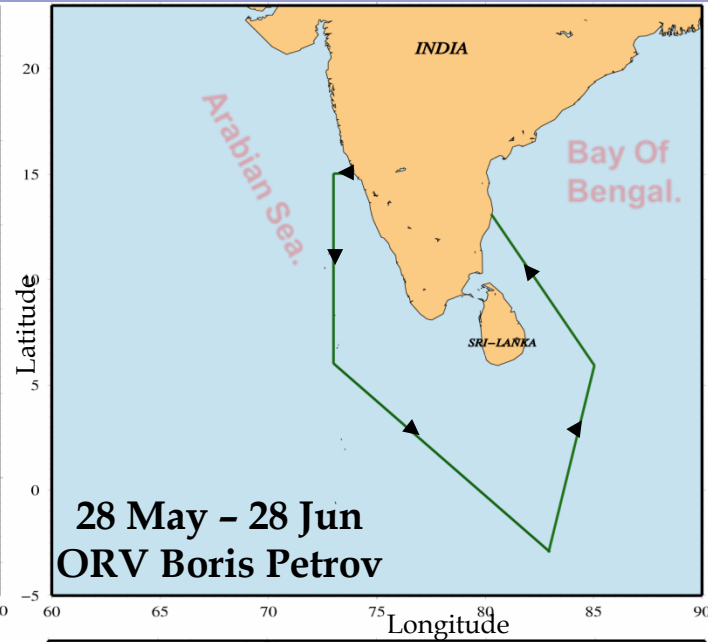 INDIA
20
Arabian Sea.
Bay Of
Bengal.
15
10
Latitude
SRI-LANKA
5
0
28 May – 28 Jun
ORV Boris Petrov
-5
0
60
65
70
75
80
85
90
Longitude